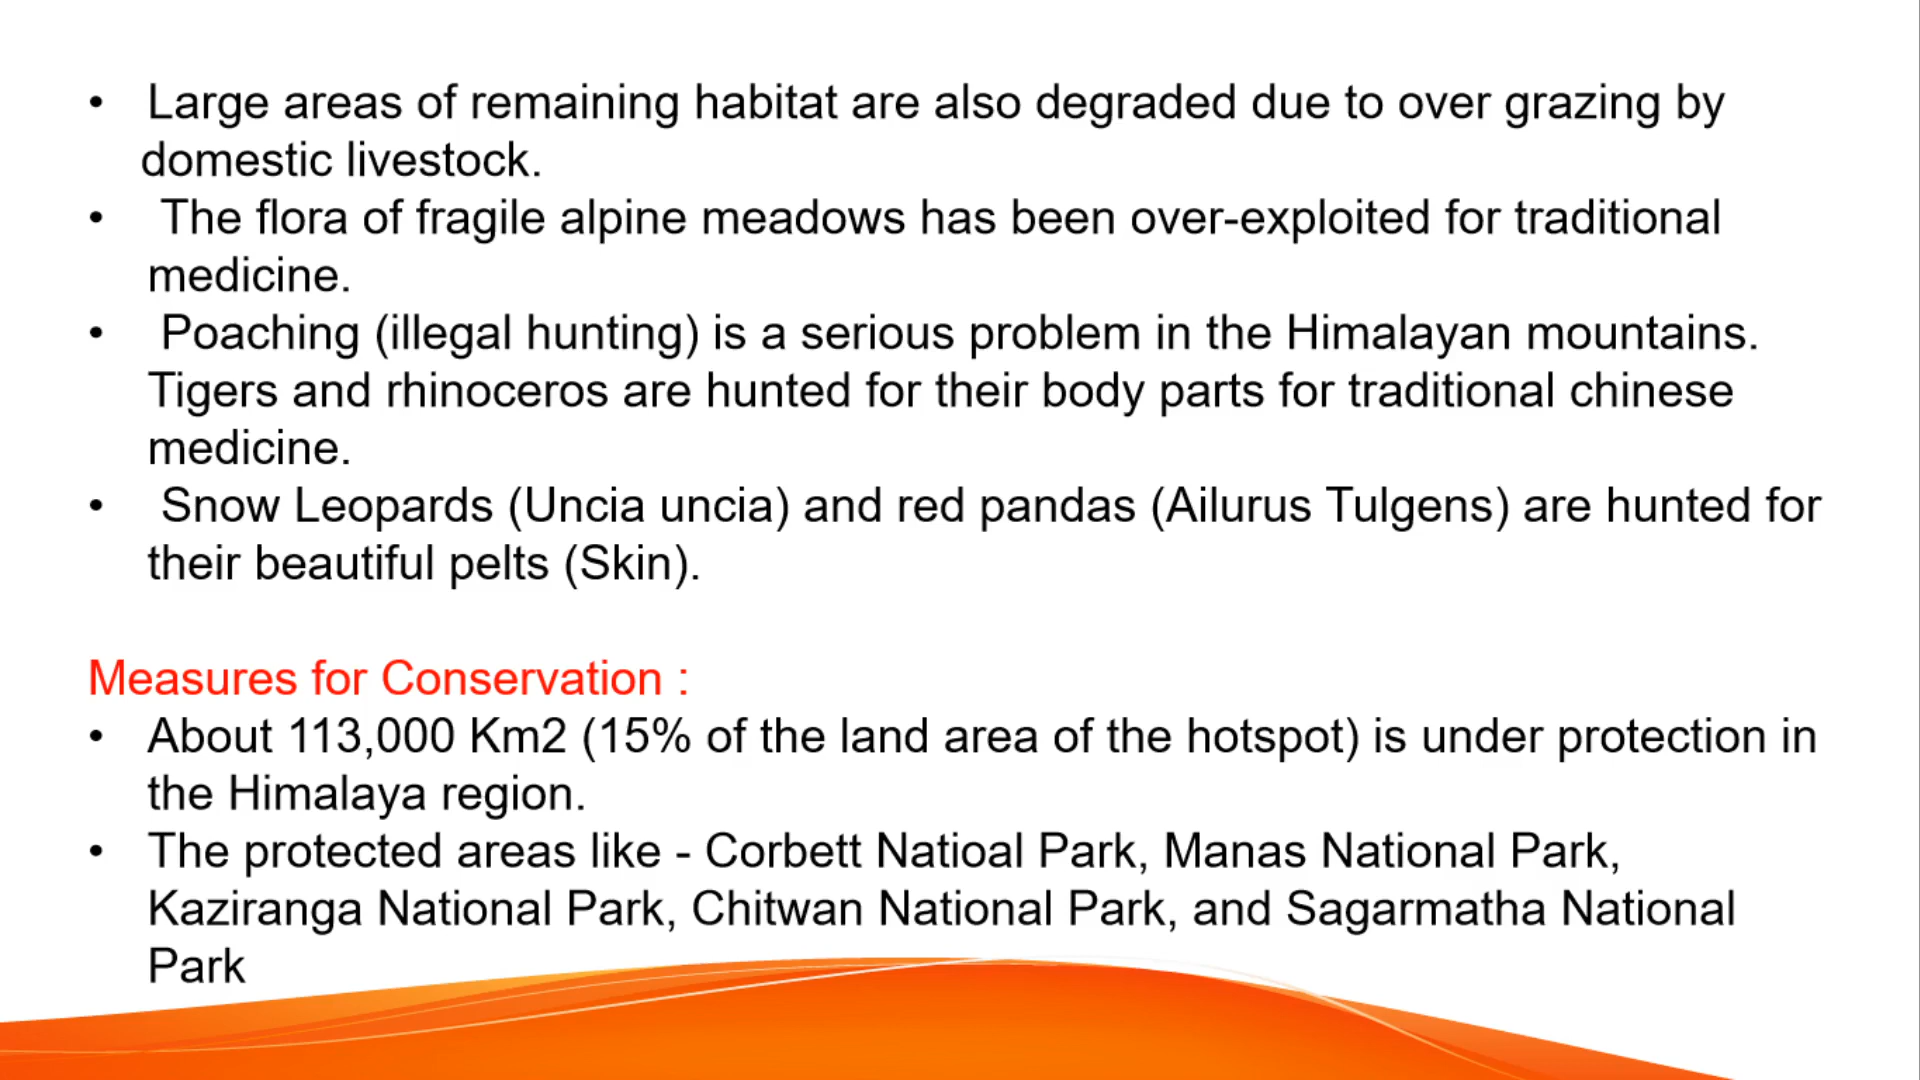 • Large areas of remaining habitat are also degraded due to over grazing by
domestic livestock.
• The flora of fragile alpine meadows has been over-exploited for traditional
medicine.
• Poaching (illegal hunting) is a serious problem in the Himalayan mountains.
Tigers and rhinoceros are hunted for their body parts for traditional chinese
medicine.
• Snow Leopards (Uncia uncia) and red pandas (Ailurus Tulgens) are hunted for
their beautiful pelts (Skin).
Measures for Conservation :
• About 113,000 Km2 (15% of the land area of the hotspot) is under protection in
the Himalaya region.
• The protected areas like - Corbett Natioal Park, Manas National Park,
Kaziranga National Park, Chitwan National Park, and Sagarmatha National
Park